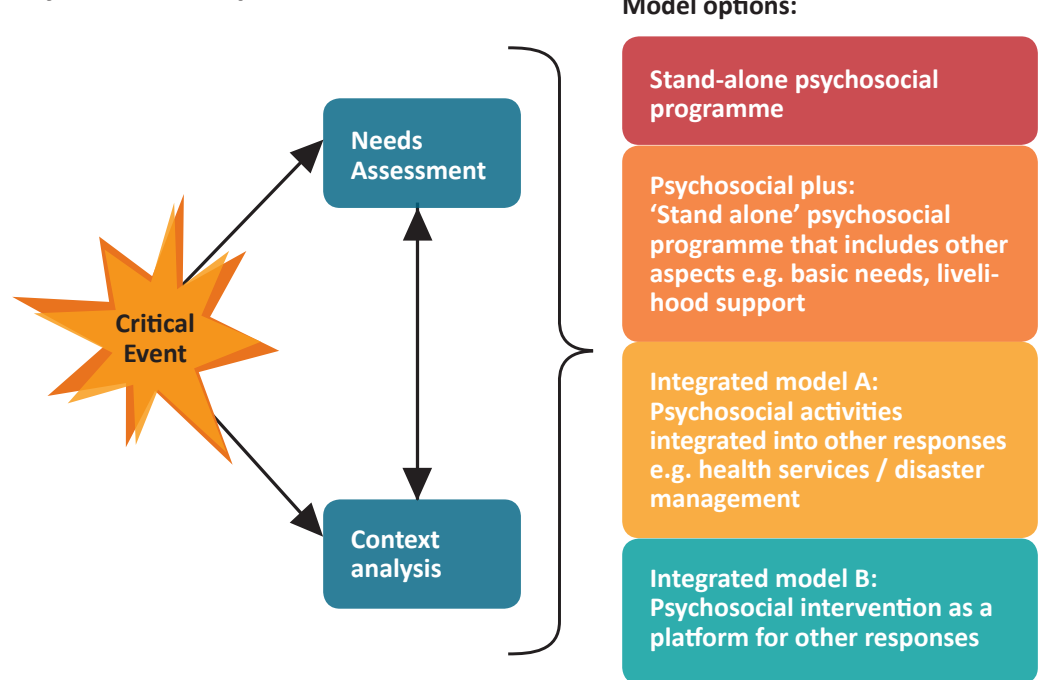 Model options:
Critical
Event
Needs
Assessment
Context
analysis
Stand-alone psychosocial
programme
Psychosocial plus:
‘Stand alone’ psychosocial
programme that includes other
aspects e.g. basic needs, liveli-
hood support
Integrated model A:
Psychosocial activities
integrated into other responses
e.g. health services / disaster
management
Integrated model B:
Psychosocial intervention as a
platform for other responses